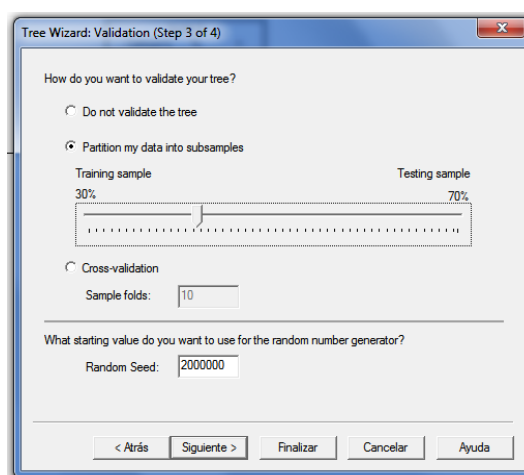 Tree Wizard: Validation (Step 3 of 4)
How do you want to validate your tree?
Do not validate the tree
Partition my data into subsamples
Training sample Testing sample
30% 70%
Cross-validation
Sample folds: 10
What starting value do you want to use for the random number generator?
Random Seed: 2000000
< Atrás Siguiente > Finalizar Cancelar Ayuda